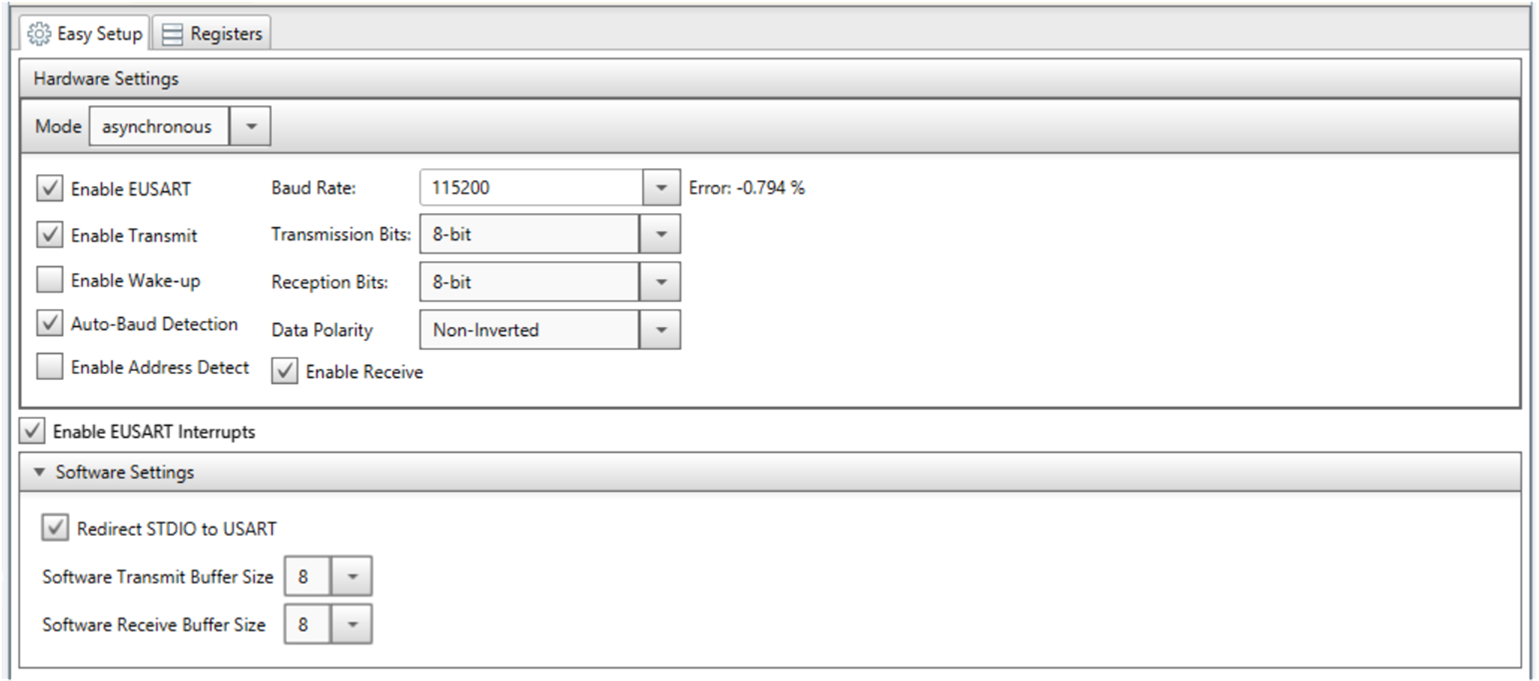 Easy Setup Registers
Hardware Settings
Mode asynchronous
Enable EUSART Baud Rate: 115200 Error: -0.794 %
Enable Transmit Transmission Bits: 8-bit
Enable Wake-up Reception Bits: 8-bit
Auto-Baud Detection Data Polarity Non-Inverted
Enable Address Detect Enable Receive
Enable EUSART Interrupts
Software Settings
Redirect STDIO to USART
Software Transmit Buffer Size 8
Software Receive Buffer Size 8